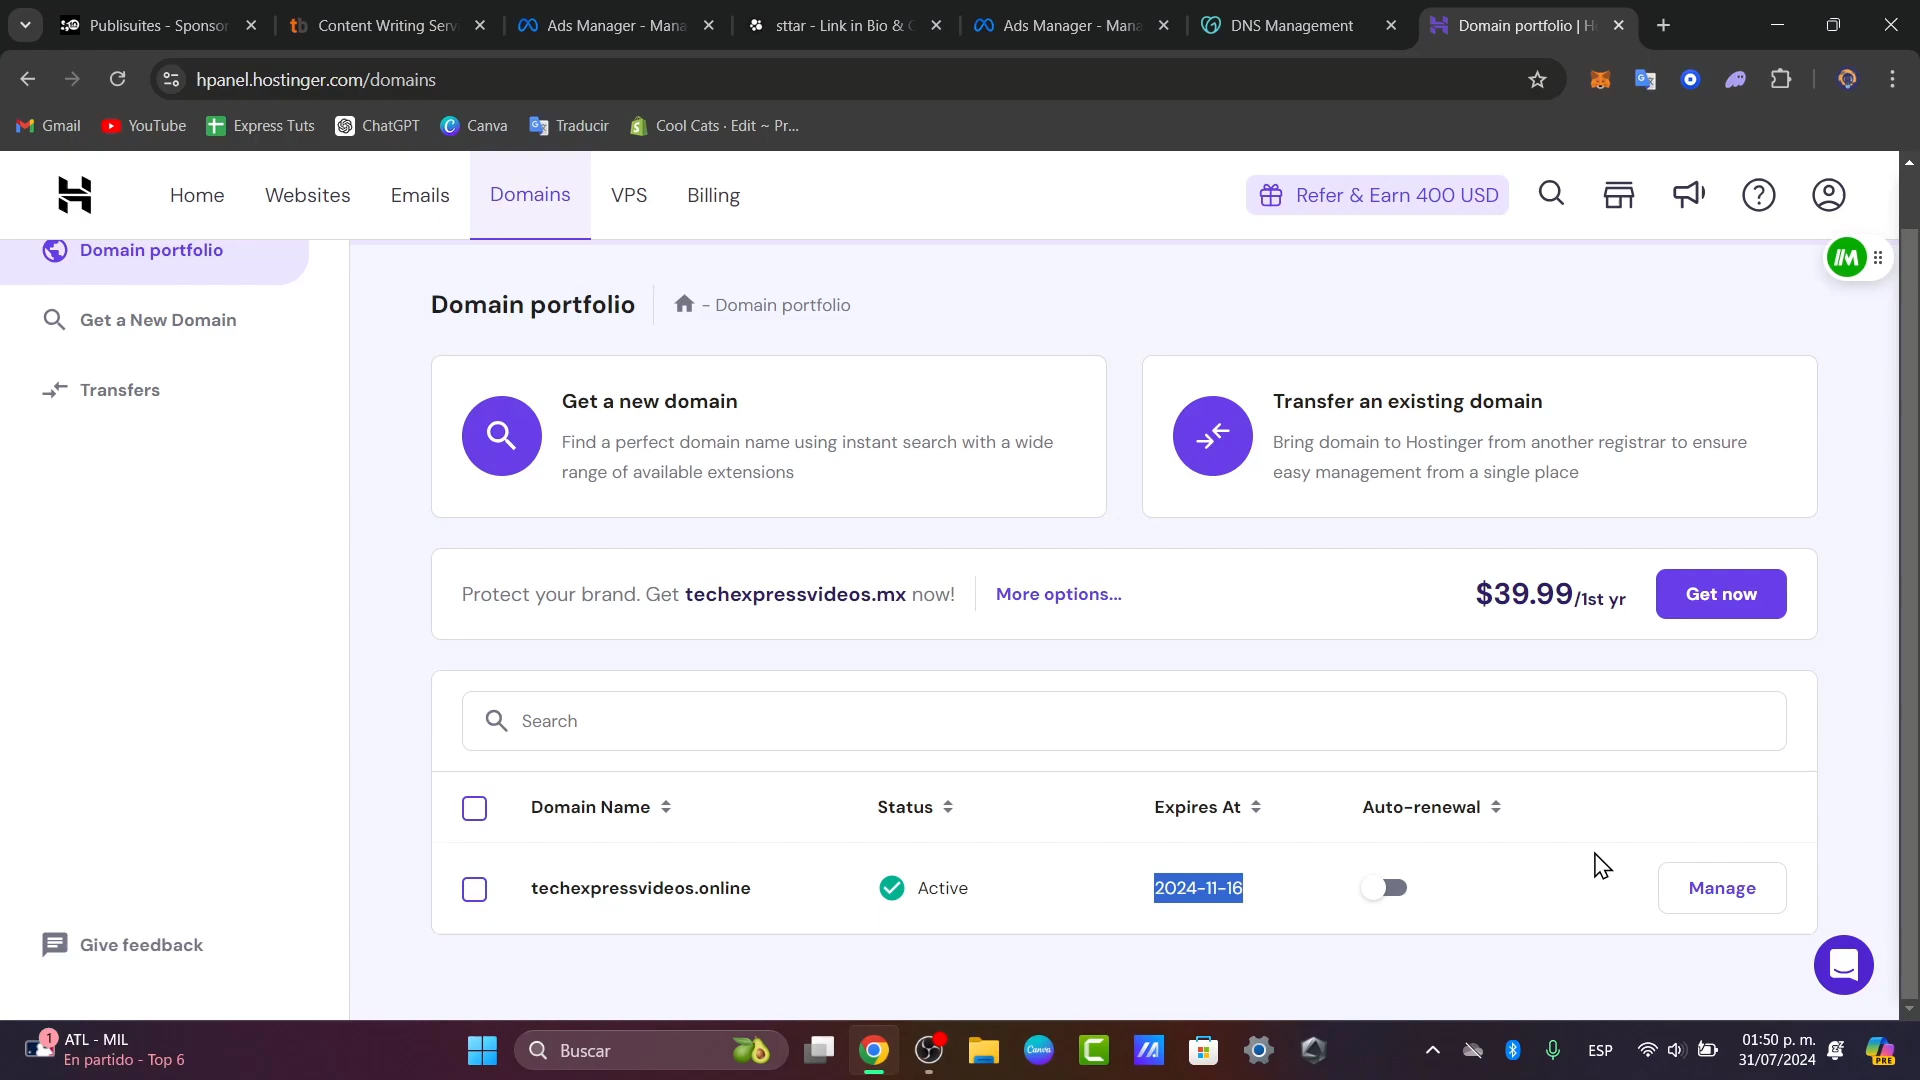 Publisuites - Sponsor
Content Writing Serv
Ads Manager - Mana
sttar - Link in Bio &
Ads Manager - Mana
DNS Management
Domain portfolio | H
hpanel.hostinger.com/domains
Gmail
YouTube
Express Tuts
ChatGPT
Canva
Traducir
Cool Cats · Edit ~ Pr...
Home
Websites
Emails
Domains
VPS
Billing
Refer & Earn 400 USD
Domain portfolio
Get a New Domain
Transfers
Give feedback
Domain portfolio
- Domain portfolio
Get a new domain
Find a perfect domain name using instant search with a wide
range of available extensions
Transfer an existing domain
Bring domain to Hostinger from another registrar to ensure
easy management from a single place
Protect your brand. Get techexpressvideos.mx now!
More options...
$39.99/1st yr
Get now
Search
Domain Name
Status
Expires At
Auto-renewal
techexpressvideos.online
Active
2024-11-16
Manage
1
ATL - MIL
En partido - Top 6
Buscar
Canva
ESP
01:50 p. m.
31/07/2024
PRE